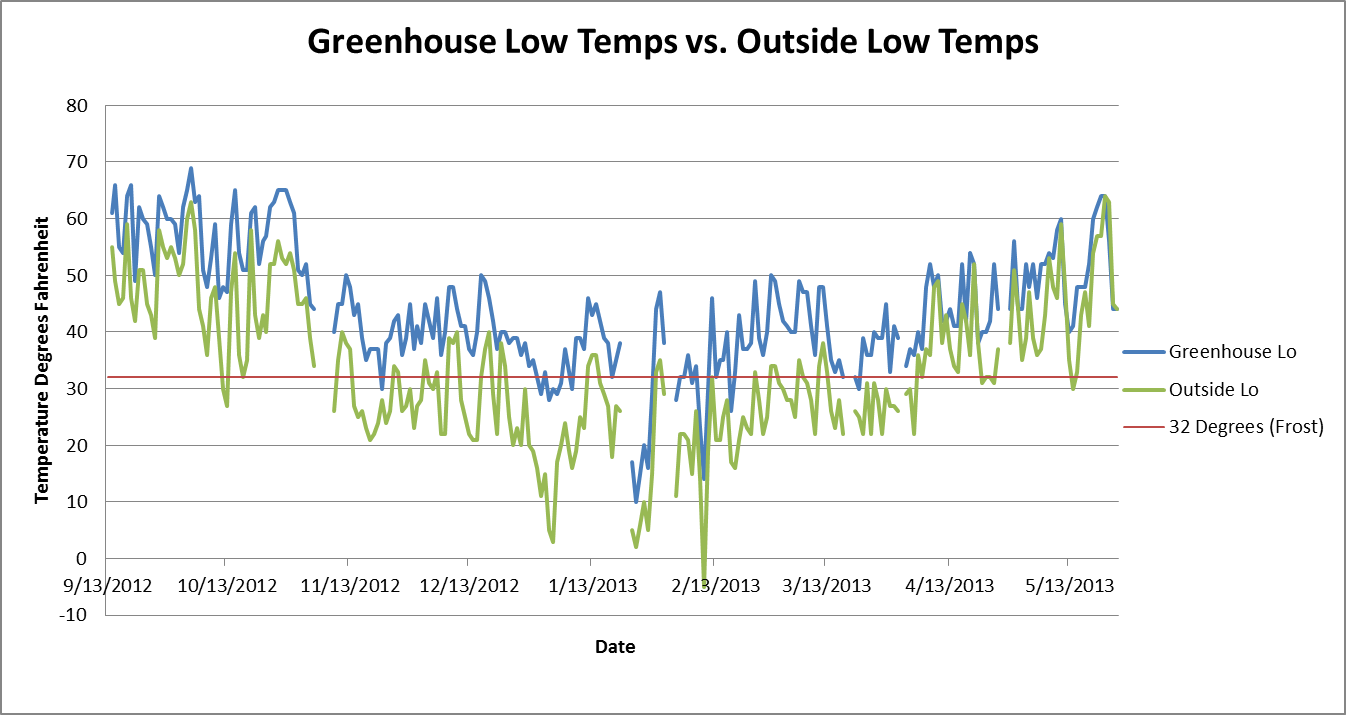 Greenhouse Low Temps vs. Outside Low Temps
80
70
60
50
40
30
20
10
0
-10
Temperature Degrees Fahrenheit
9/13/2012 10/13/2012 11/13/2012 12/13/2012 1/13/2013 2/13/2013 3/13/2013 4/13/2013 5/13/2013
Date
Greenhouse Lo
Outside Lo
32 Degrees (Frost)